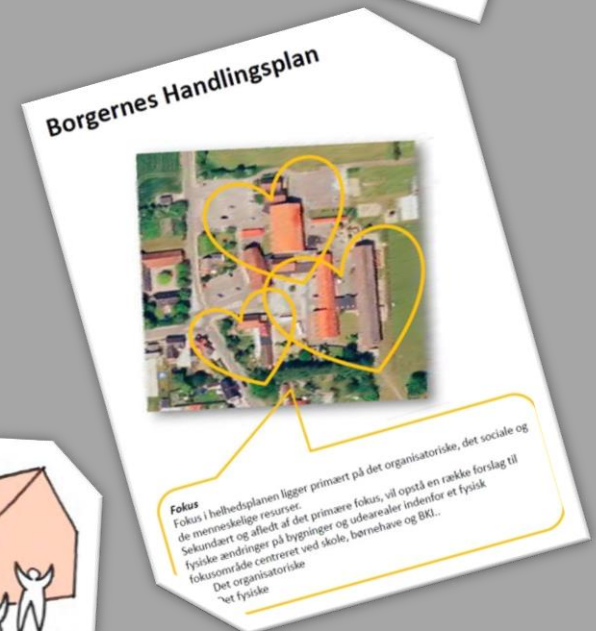 Borgernes Handlingsplan
Fokus
Fokus i helhedsplanen ligger primært på det organisatoriske, det sociale og
de menneskelige resurser.
Sekundært og afledt af det primære fokus, vil opstå en række forslag til
fysiske ændringer på bygninger og udearealer indenfor et fysisk
fokusområde centreret ved skole, børnehave og BKI..
Det organisatoriske
Det fysiske